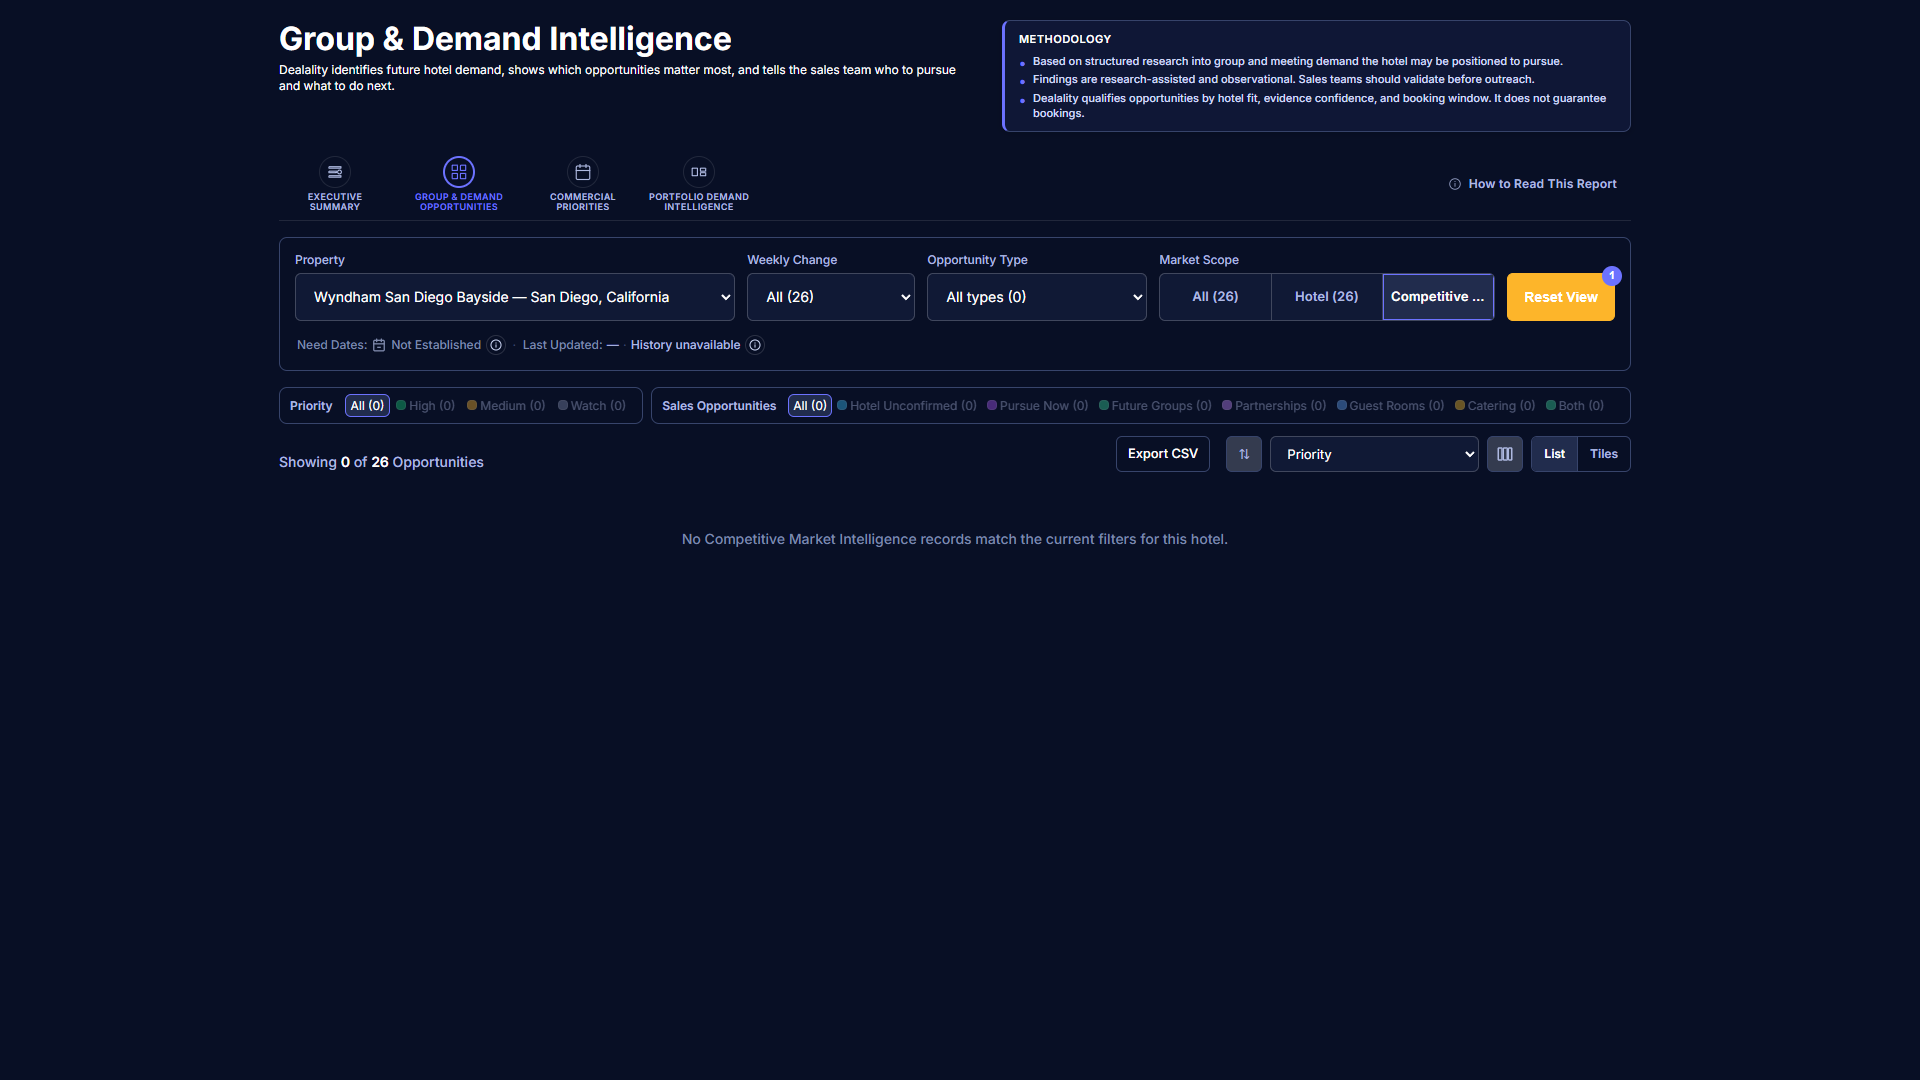 Group & Demand Intelligence
Dealality identifies future hotel demand, shows which opportunities matter most, and tells the sales team who to pursue
and what to do next.
METHODOLOGY
Based on structured research into group and meeting demand the hotel may be positioned to pursue.
Findings are research-assisted and observational. Sales teams should validate before outreach.
Dealality qualifies opportunities by hotel fit, evidence confidence, and booking window. It does not guarantee
bookings.
EXECUTIVE
SUMMARY
GROUP & DEMAND
OPPORTUNITIES
COMMERCIAL
PRIORITIES
PORTFOLIO DEMAND
INTELLIGENCE
How to Read This Report
Property
Weekly Change
Opportunity Type
Market Scope
Wyndham San Diego Bayside — San Diego, California
All (26)
All types (0)
All (26)
Hotel (26)
Competitive ...
Reset View
1
Need Dates: Not Established · Last Updated: — · History unavailable
Priority All (0) High (0) Medium (0) Watch (0)
Sales Opportunities All (0) Hotel Unconfirmed (0) Pursue Now (0) Future Groups (0) Partnerships (0) Guest Rooms (0) Catering (0) Both (0)
Showing 0 of 26 Opportunities
Export CSV
Priority
List
Tiles
No Competitive Market Intelligence records match the current filters for this hotel.